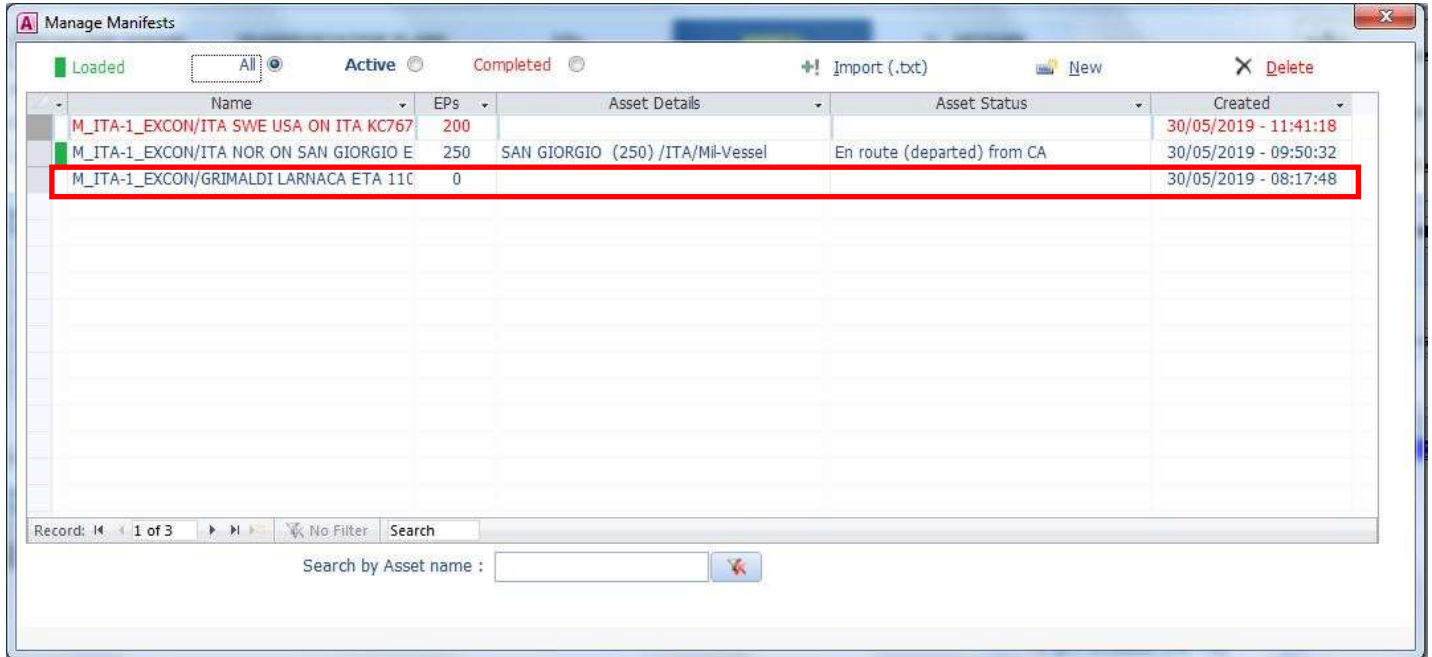 Manage Manifests
Loaded All Active Completed +! Import (.txt) New Delete
Name EPs Asset Details Asset Status Created
M_ITA-1_EXCON/ITA SWE USA ON ITA KC767 200 30/05/2019 - 11:41:18
M_ITA-1_EXCON/ITA NOR ON SAN GIORGIO E 250 SAN GIORGIO (250) /ITA/Mil-Vessel En route (departed) from CA 30/05/2019 - 09:50:32
M_ITA-1_EXCON/GRIMALDI LARNACA ETA 110 0 30/05/2019 - 08:17:48
Record: 1 of 3 No Filter Search
Search by Asset name :